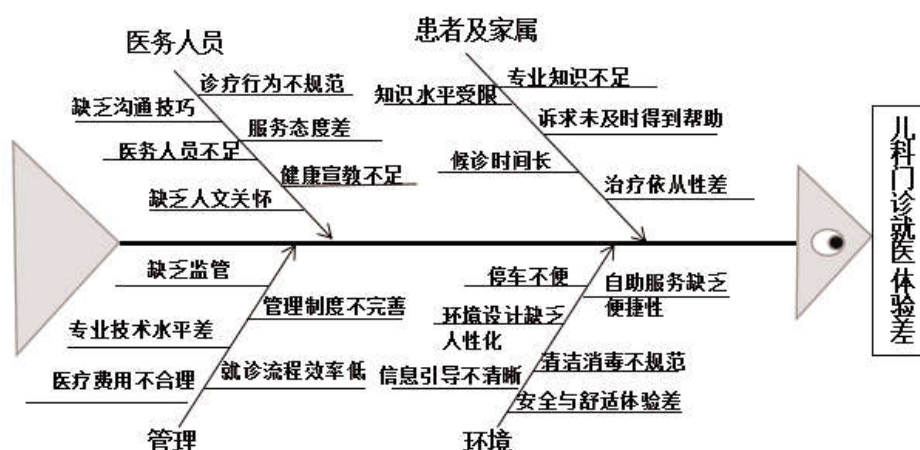 医务人员
诊疗行为不规范
缺乏沟通技巧
服务态度差
医务人员不足
健康宣教不足
缺乏人文关怀
患者及家属
专业知识不足
知识水平受限
诉求未及时得到帮助
候诊时间长
治疗依从性差
儿科门诊就医体验差
缺乏监管
管理制度不完善
专业技术水平差
就诊流程效率低
医疗费用不合理
管理
停车不便
自助服务缺乏
便捷性
环境设计缺乏
人性化
清洁消毒不规范
信息引导不清晰
安全与舒适体验差
环境